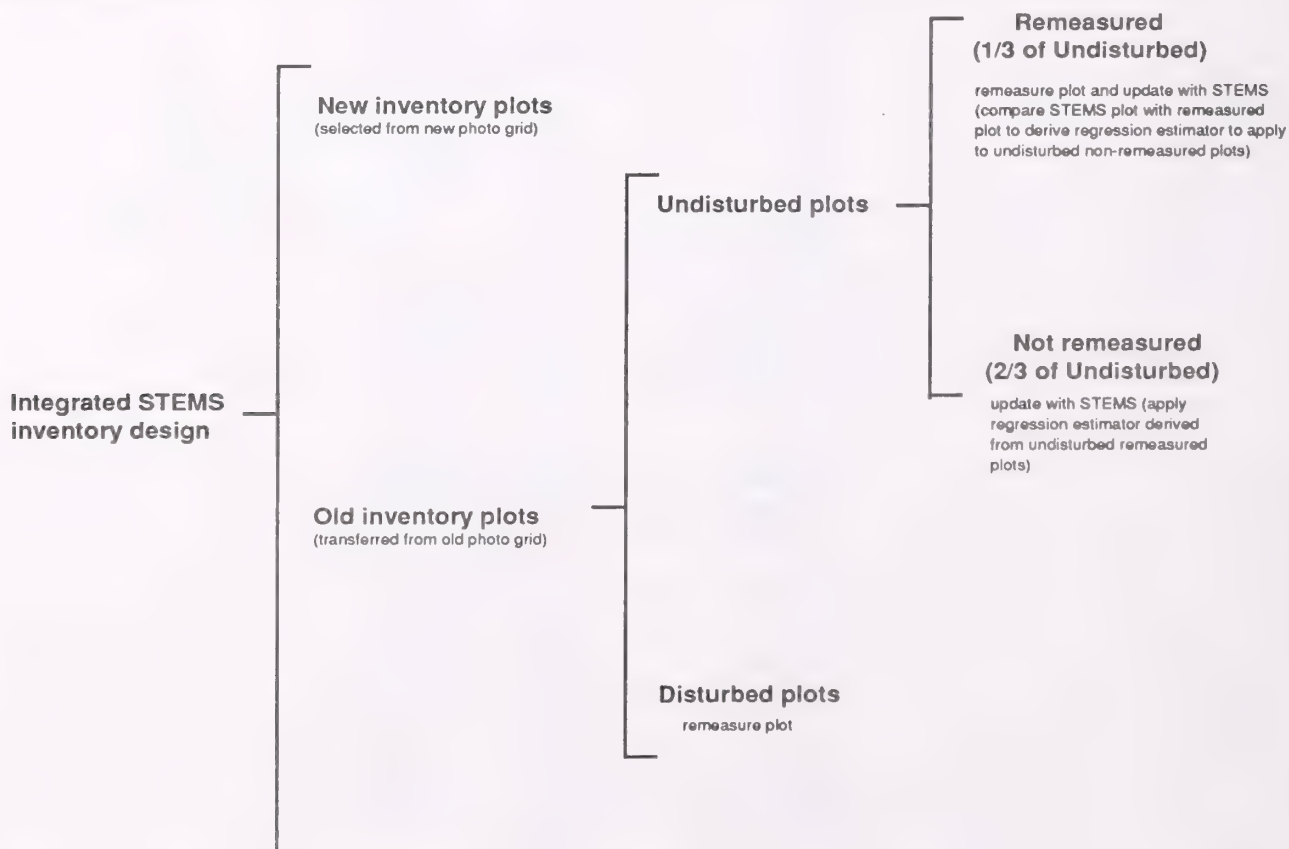 Integrated STEMS
inventory design
New inventory plots
(selected from new photo grid)
Old inventory plots
(transferred from old photo grid)
Undisturbed plots
Disturbed plots
remeasure plot
Remeasured
(1/3 of Undisturbed)
remeasure plot and update with STEMS
(compare STEMS plot with remeasured
plot to derive regression estimator to apply
to undisturbed non-remeasured plots)
Not remeasured
(2/3 of Undisturbed)
update with STEMS (apply
regression estimator derived
from undisturbed remeasured
plots)